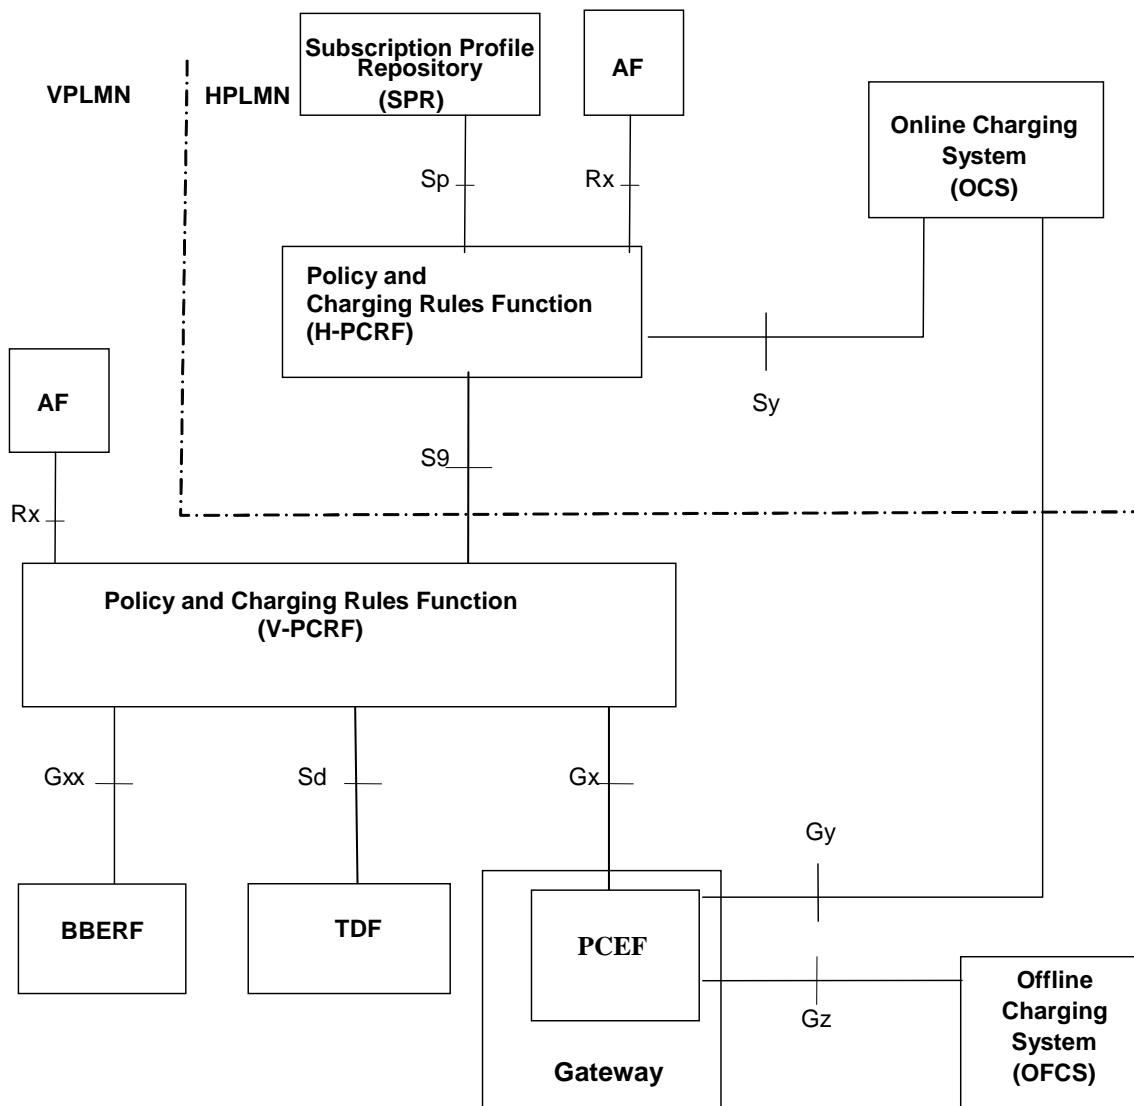 Subscription Profile
Repository
(SPR)
AF
VPLMN
HPLMN
Online Charging
System
(OCS)
Sp
Rx
Policy and
Charging Rules Function
(H-PCRF)
Sy
AF
S9
Rx
Policy and Charging Rules Function
(V-PCRF)
Gxx
Sd
Gx
Gy
BBERF
TDF
PCEF
Gz
Offline
Charging
System
(OFCS)
Gateway